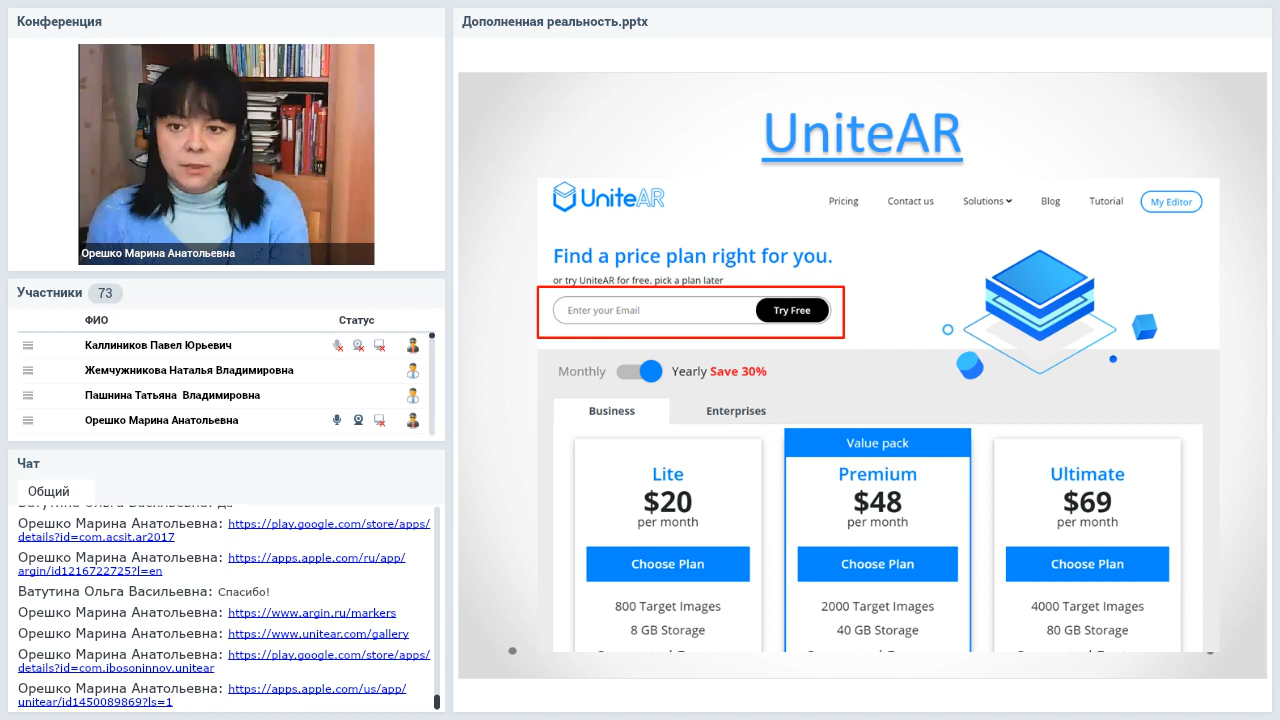 Конференция
Орешко Марина Анатольевна
Участники 73
ФИО Статус
Каллиников Павел Юрьевич
Жемчужникова Наталья Владимировна
Пашнина Татьяна Владимировна
Орешко Марина Анатольевна
Чат
Общий
Ватутина Ольга Васильевна: да
Орешко Марина Анатольевна: https://play.google.com/store/apps/
details?id=com.acsit.ar2017
Орешко Марина Анатольевна: https://apps.apple.com/ru/app/
argin/id1216722725?l=en
Ватутина Ольга Васильевна: Спасибо!
Орешко Марина Анатольевна: https://www.argin.ru/markers
Орешко Марина Анатольевна: https://www.unitear.com/gallery
Орешко Марина Анатольевна: https://play.google.com/store/apps/
details?id=com.ibosoninnov.unitear
Орешко Марина Анатольевна: https://apps.apple.com/us/app/
unitear/id1450089869?ls=1
Дополненная реальность.pptx
UniteAR
UniteAR
Pricing Contact us Solutions Blog Tutorial My Editor
Find a price plan right for you.
or try UniteAR for free. pick a plan later
Enter your Email Try Free
Monthly Yearly Save 30%
Business Enterprises
Value pack
Lite Premium Ultimate
$20 $48 $69
per month per month per month
Choose Plan Choose Plan Choose Plan
800 Target Images 2000 Target Images 4000 Target Images
8 GB Storage 40 GB Storage 80 GB Storage